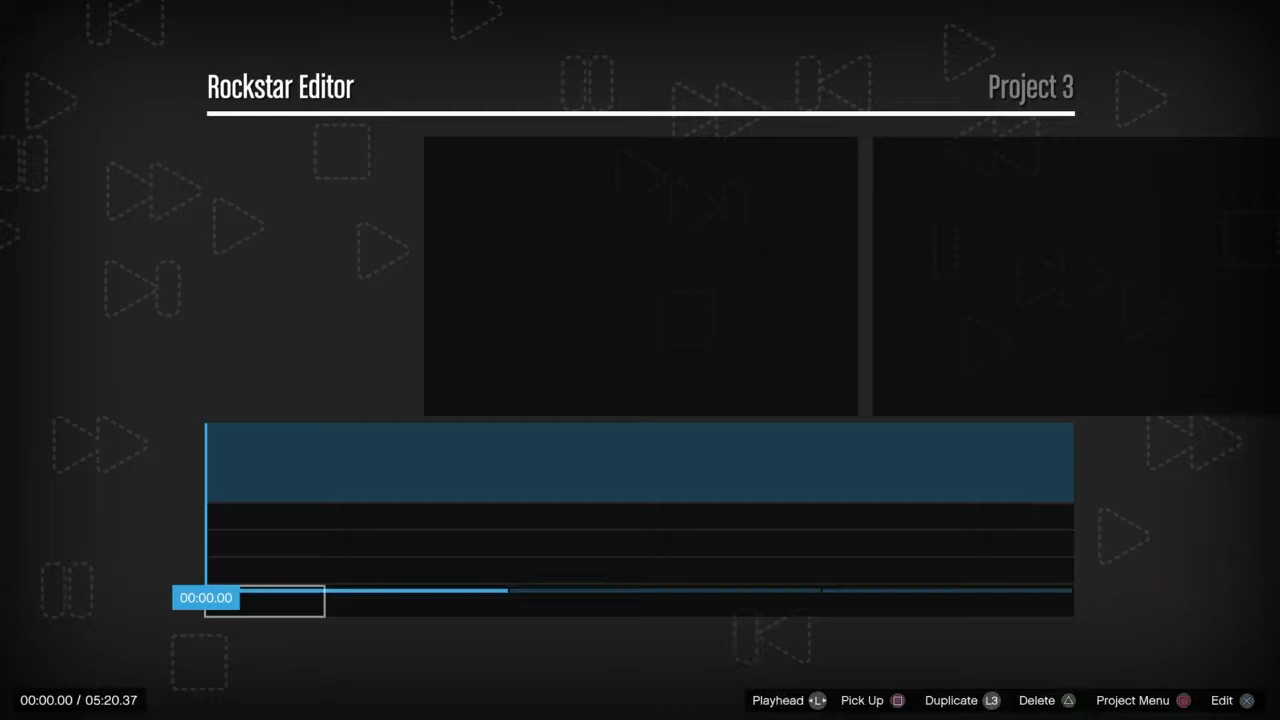 Rockstar Editor
Project 3
00:00.00
00:00.00 / 05:20.37
Playhead L Pick Up Duplicate L3 Delete Project Menu Edit